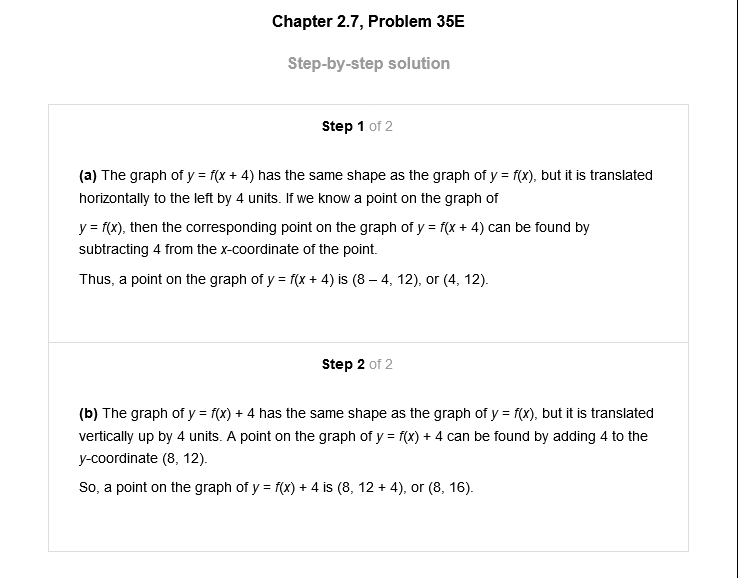 Chapter 2.7, Problem 35E
Step-by-step solution
Step 1 of 2
(a) The graph of y = f(x + 4) has the same shape as the graph of y = f(x), but it is translated
horizontally to the left by 4 units. If we know a point on the graph of
y = f(x), then the corresponding point on the graph of y = f(x + 4) can be found by
subtracting 4 from the x-coordinate of the point.
Thus, a point on the graph of y = f(x + 4) is (8 – 4, 12), or (4, 12).
Step 2 of 2
(b) The graph of y = f(x) + 4 has the same shape as the graph of y = f(x), but it is translated
vertically up by 4 units. A point on the graph of y = f(x) + 4 can be found by adding 4 to the
y-coordinate (8, 12).
So, a point on the graph of y = f(x) + 4 is (8, 12 + 4), or (8, 16).